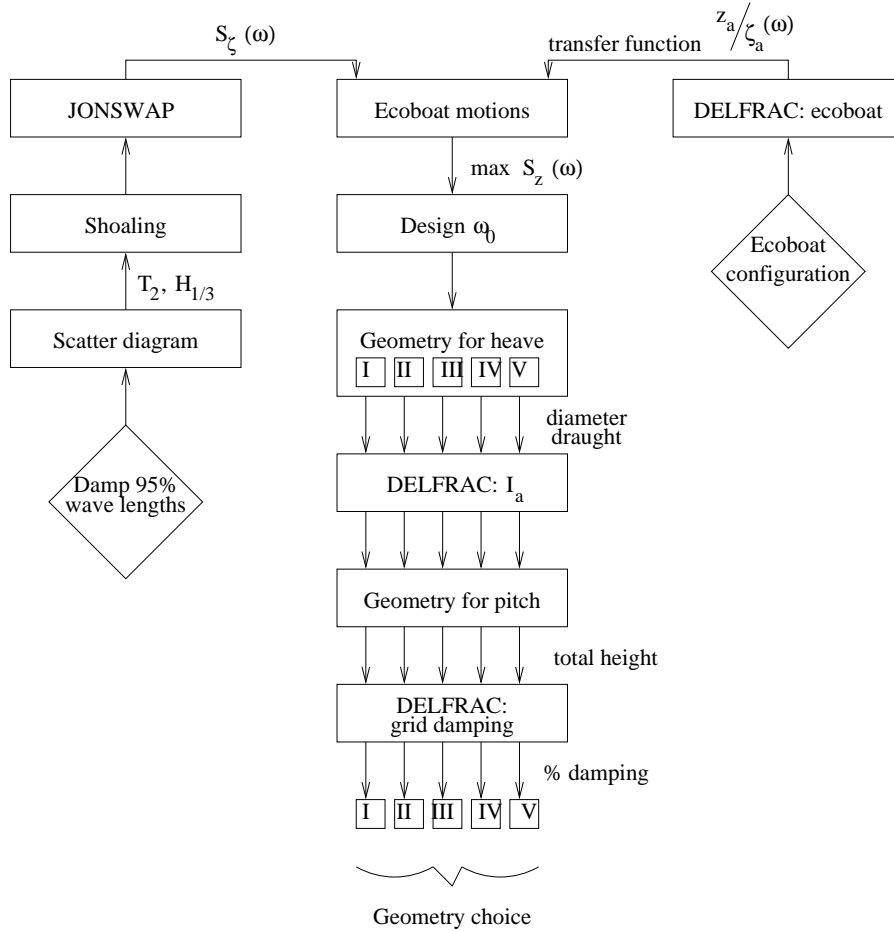 S_ζ (ω)
transfer function
z_a/ζ_a(ω)
JONSWAP
Ecoboat motions
DELFRAC: ecoboat
max S_z (ω)
Shoaling
Design ω_0
Ecoboat
configuration
T_2, H_1/3
Scatter diagram
Geometry for heave
I II III IV V
diameter
draught
Damp 95%
wave lengths
DELFRAC: I_a
Geometry for pitch
total height
DELFRAC:
grid damping
% damping
I II III IV V
Geometry choice